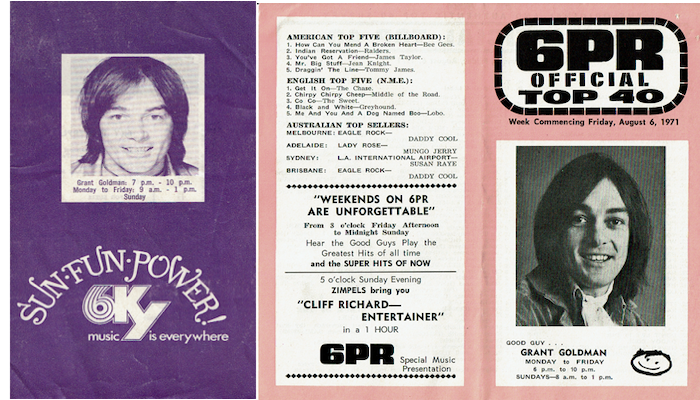 Grant Goldman: 7 p.m. - 10 p.m.
Monday to Friday: 9 a.m. - 1 p.m.
Sunday
SUN·FUN·POWER!
6Ky
music is everywhere
AMERICAN TOP FIVE (BILLBOARD):
1. How Can You Mend A Broken Heart—Bee Gees.
2. Indian Reservation—Raiders.
3. You've Got A Friend—James Taylor.
4. Mr. Big Stuff—Jean Knight.
5. Draggin' The Line—Tommy James.
ENGLISH TOP FIVE (N.M.E.):
1. Get It On—The Chase.
2. Chirpy Chirpy Cheep—Middle of the Road.
3. Co Co—The Sweet.
4. Black and White—Greyhound.
5. Me And You And A Dog Named Boo—Lobo.
AUSTRALIAN TOP SELLERS:
MELBOURNE: EAGLE ROCK—
DADDY COOL
ADELAIDE: LADY ROSE—
MUNGO JERRY
SYDNEY: L.A. INTERNATIONAL AIRPORT—
SUSAN RAYE
BRISBANE: EAGLE ROCK—
DADDY COOL
"WEEKENDS ON 6PR
ARE UNFORGETTABLE"
From 3 o'clock Friday Afternoon
to Midnight Sunday
Hear the Good Guys Play the
Greatest Hits of all time
and the SUPER HITS OF NOW
5 o'clock Sunday Evening
ZIMPELS bring you
"CLIFF RICHARD—
ENTERTAINER"
in a 1 HOUR
6PR Special Music
Presentation
6PR
OFFICIAL
TOP 40
Week Commencing Friday, August 6, 1971
GOOD GUY . . .
GRANT GOLDMAN
MONDAY to FRIDAY
6 p.m. to 10 p.m.
SUNDAYS—8 a.m. to 1 p.m.